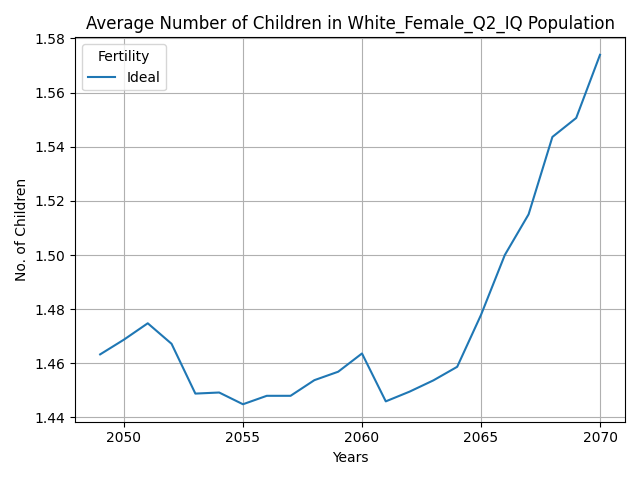 Average Number of Children in White_Female_Q2_IQ Population
1.58
1.56
1.54
1.52
1.50
1.48
1.46
1.44
No. of Children
Fertility
Ideal
2050
2055
2060
2065
2070
Years